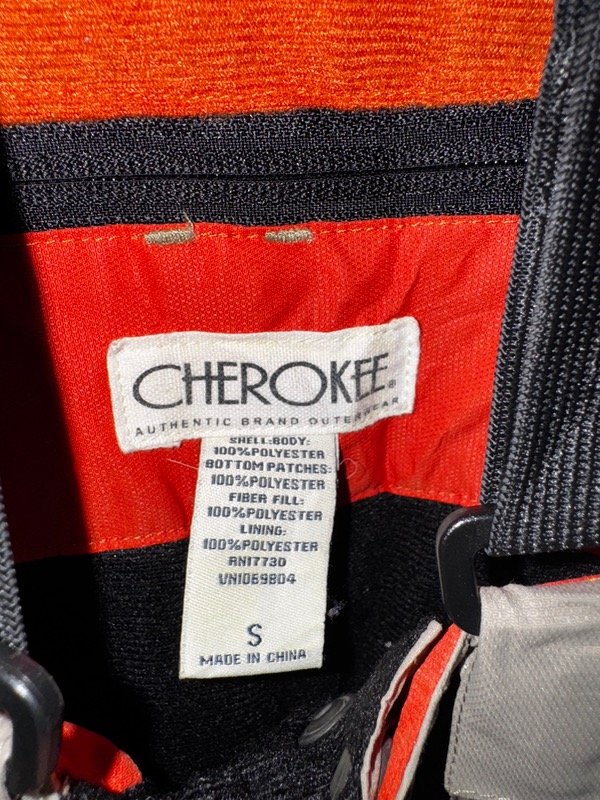 CHEROKEE®
AUTHENTIC BRAND OUTERWEAR
SHELL:BODY:
100%POLYESTER
BOTTOM PATCHES:
100%POLYESTER
FIBER FILL:
100%POLYESTER
LINING:
100%POLYESTER
RN17730
VN1069804
S
MADE IN CHINA